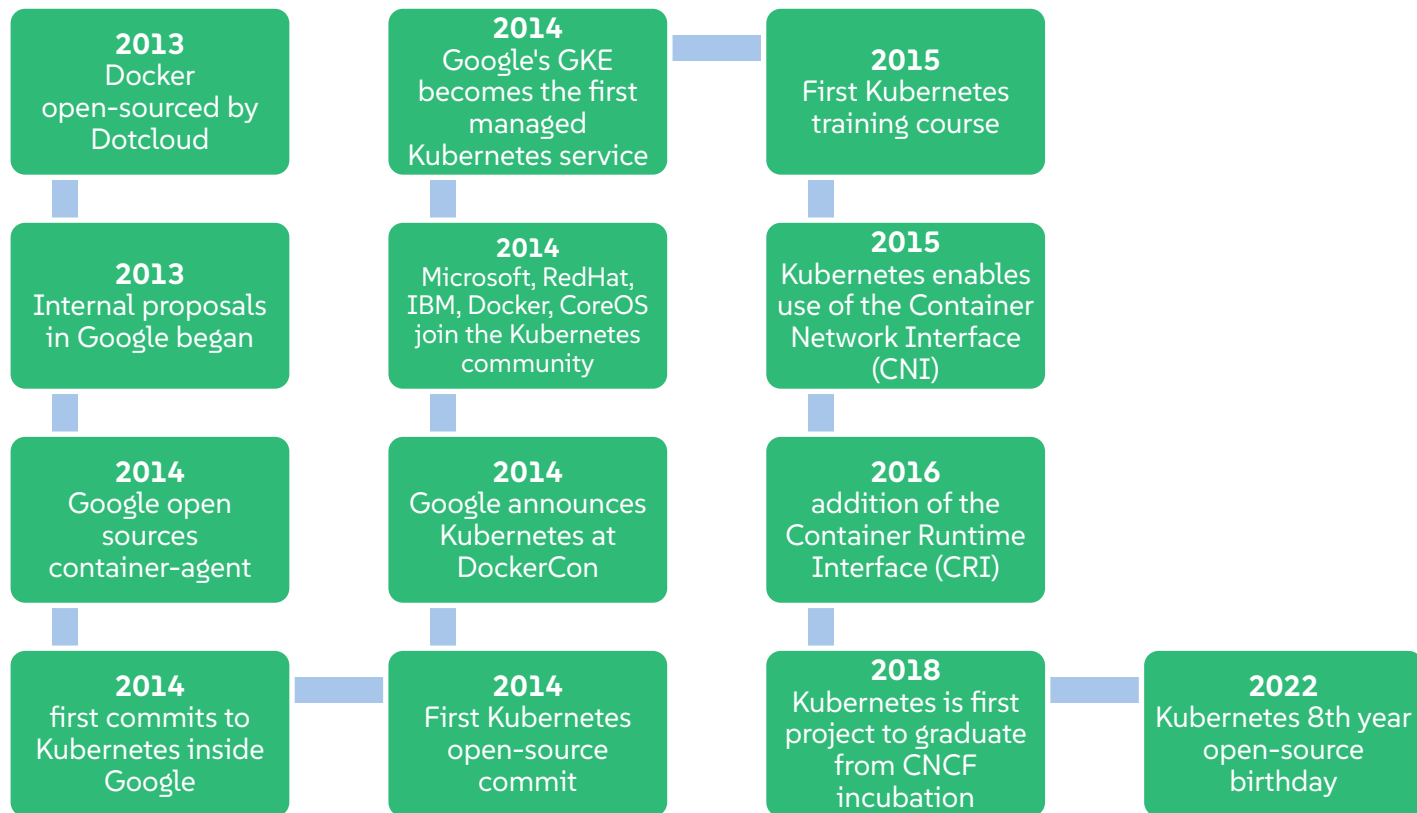 2013
Docker
open-sourced by
Dotcloud
2013
Internal proposals
in Google began
2014
Google open
sources
container-agent
2014
first commits to
Kubernetes inside
Google
2014
First Kubernetes
open-source
commit
2014
Google announces
Kubernetes at
DockerCon
2014
Microsoft, RedHat,
IBM, Docker, CoreOS
join the Kubernetes
community
2014
Google's GKE
becomes the first
managed
Kubernetes service
2015
First Kubernetes
training course
2015
Kubernetes enables
use of the Container
Network Interface
(CNI)
2016
addition of the
Container Runtime
Interface (CRI)
2018
Kubernetes is first
project to graduate
from CNCF
incubation
2022
Kubernetes 8th year
open-source
birthday